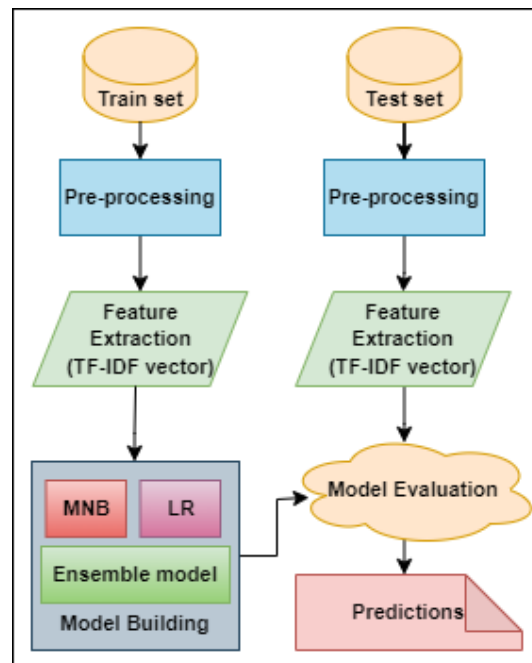 Train set
Pre-processing
Feature
Extraction
(TF-IDF vector)
MNB
LR
Ensemble model
Model Building
Test set
Pre-processing
Feature
Extraction
(TF-IDF vector)
Model Evaluation
Predictions